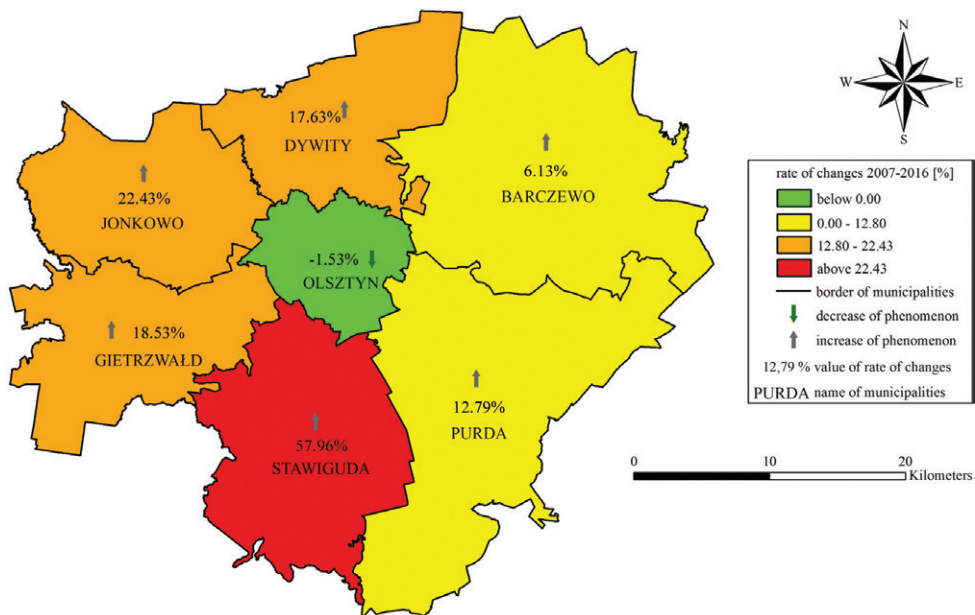 N
W
E
S
17.63%
DYWITY
6.13%
BARCZEWO
22.43%
JONKOWO
-1.53%
OLSZTYN
18.53%
GIETRZWAŁD
12.79%
PURDA
57.96%
STAWIGUDA
rate of changes 2007-2016 [%]
below 0.00
0.00 - 12.80
12.80 - 22.43
above 22.43
border of municipalities
decrease of phenomenon
increase of phenomenon
12,79 % value of rate of changes
PURDA name of municipalities
0 10 20
Kilometers